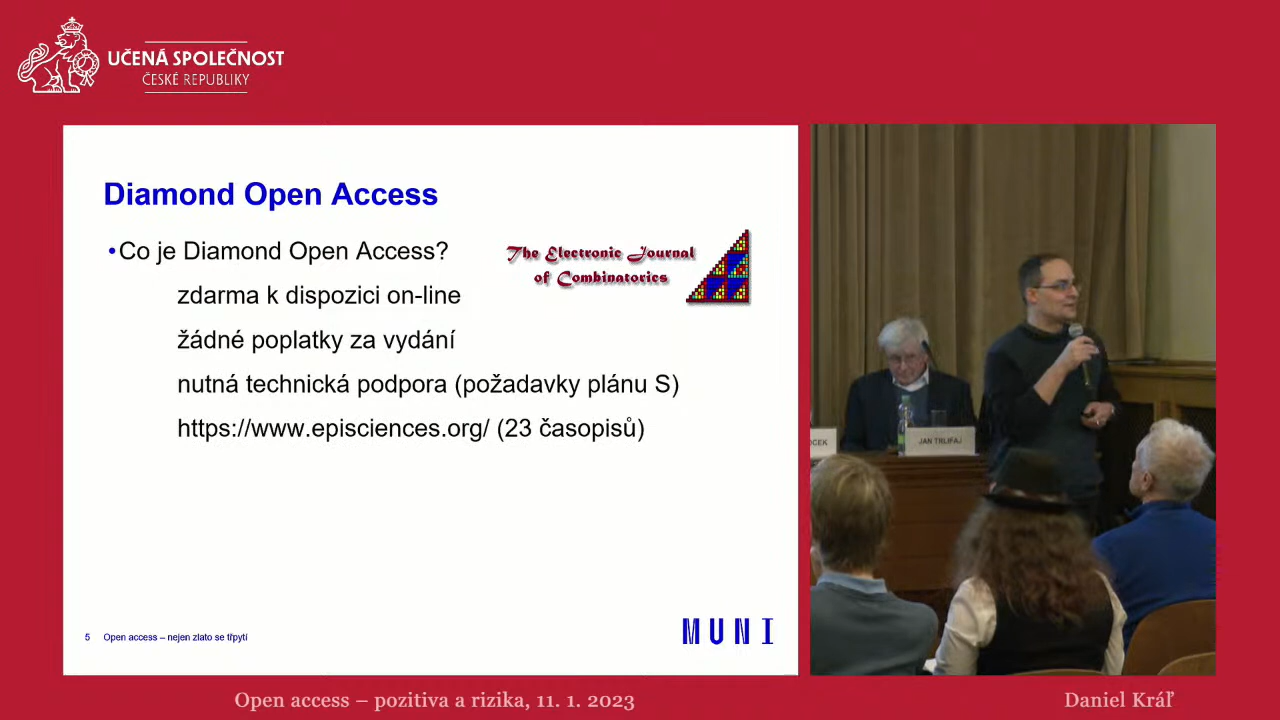 UČENÁ SPOLEČNOST
ČESKÉ REPUBLIKY
Diamond Open Access
•Co je Diamond Open Access?
The Electronic Journal
of Combinatorics
zdarma k dispozici on-line
žádné poplatky za vydání
nutná technická podpora (požadavky plánu S)
https://www.episciences.org/ (23 časopisů)
5 Open access – nejen zlato se třpytí
MUNI
JAN TRLIFAJ
Open access – pozitiva a rizika, 11. 1. 2023
Daniel Kráľ